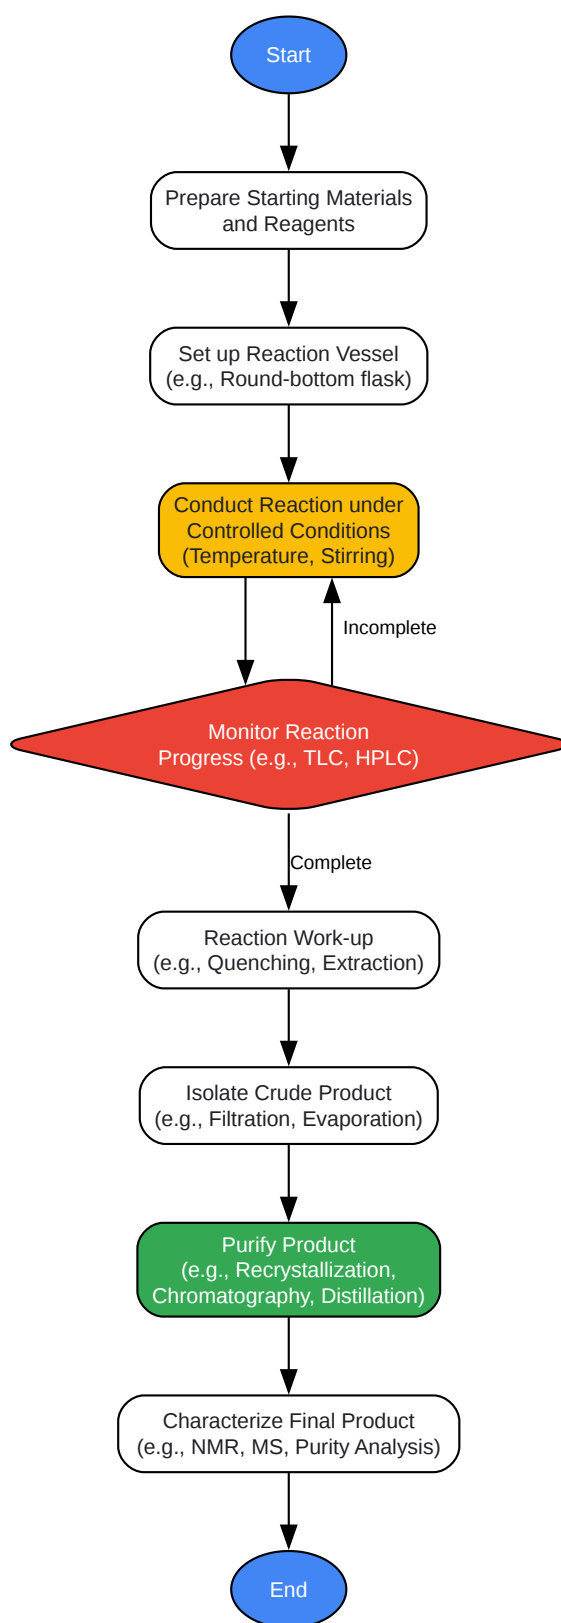 Start
Prepare Starting Materials
and Reagents
Set up Reaction Vessel
(e.g., Round-bottom flask)
Conduct Reaction under
Controlled Conditions
(Temperature, Stirring)
Incomplete
Monitor Reaction
Progress (e.g., TLC, HPLC)
Complete
Reaction Work-up
(e.g., Quenching, Extraction)
Isolate Crude Product
(e.g., Filtration, Evaporation)
Purify Product
(e.g., Recrystallization,
Chromatography, Distillation)
Characterize Final Product
(e.g., NMR, MS, Purity Analysis)
End